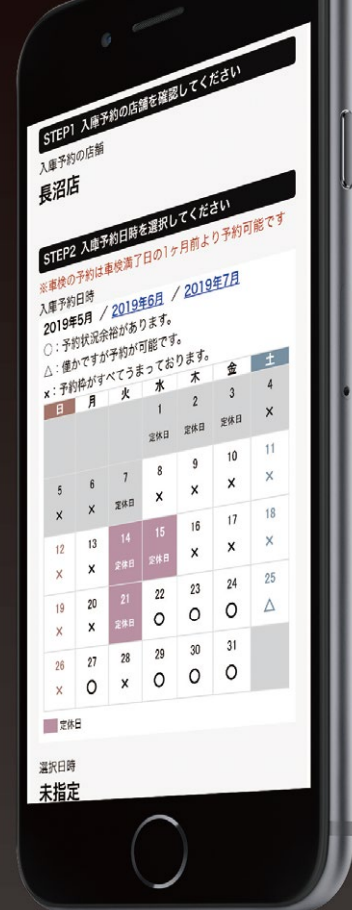 STEP1 入庫予約の店舗を確認してください
入庫予約の店舗
長沼店
STEP2 入庫予約日時を選択してください
※車検の予約は車検満了日の1ヶ月前より予約可能です
入庫予約日時
2019年5月 / 2019年6月 / 2019年7月
○：予約状況余裕があります。
△：僅かですが予約が可能です。
×：予約枠がすべてうまっております。
日 月 火 水 木 金 土
1 2 3 4
定休日 定休日 定休日 ×
5 6 7 8 9 10 11
× × 定休日 × × × ×
12 13 14 15 16 17 18
× × 定休日 定休日 × × ×
19 20 21 22 23 24 25
× × 定休日 ○ ○ ○ △
26 27 28 29 30 31
× ○ × ○ ○ ○
定休日
選択日時
未指定